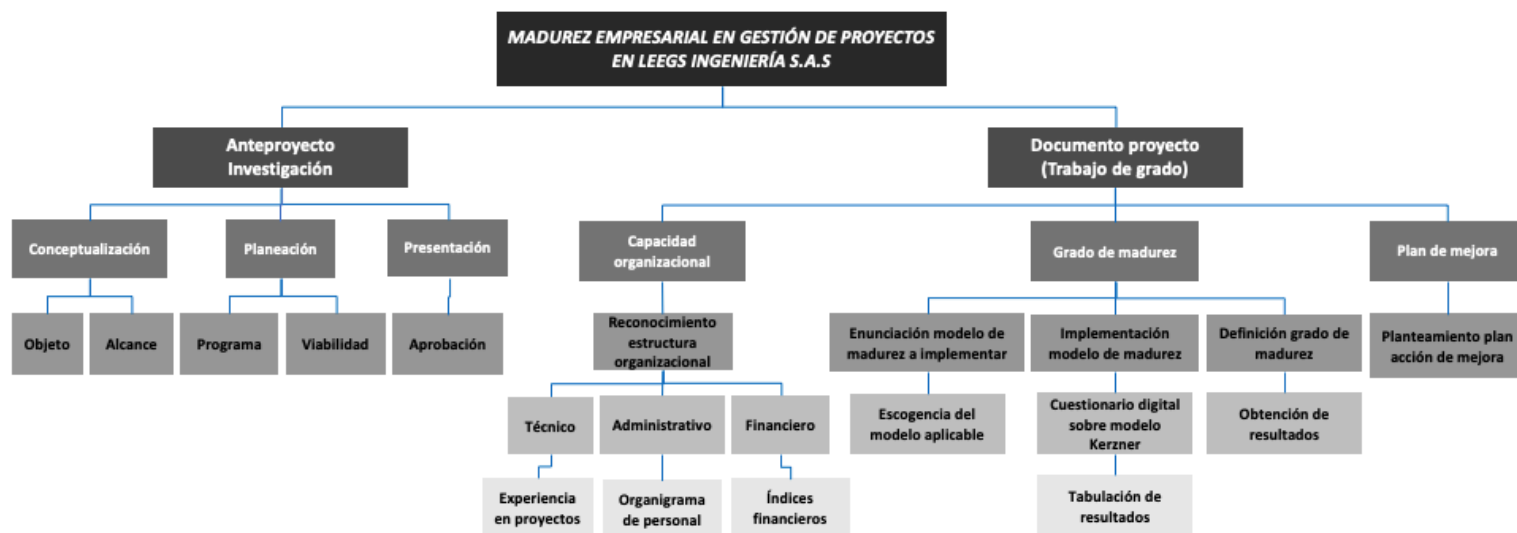 MADUREZ EMPRESARIAL EN GESTIÓN DE PROYECTOS
EN LEEGS INGENIERÍA S.A.S
Anteproyecto
Investigación
Documento proyecto
(Trabajo de grado)
Conceptualización
Planeación
Presentación
Capacidad
organizacional
Grado de madurez
Plan de mejora
Objeto
Alcance
Programa
Viabilidad
Aprobación
Reconocimiento
estructura
organizacional
Enunciación modelo de
madurez a implementar
Implementación
modelo de madurez
Definición grado de
madurez
Planteamiento plan
acción de mejora
Técnico
Administrativo
Financiero
Escogencia del
modelo aplicable
Cuestionario digital
sobre modelo
Kerzner
Obtención de
resultados
Experiencia
en proyectos
Organigrama
de personal
Índices
financieros
Tabulación de
resultados